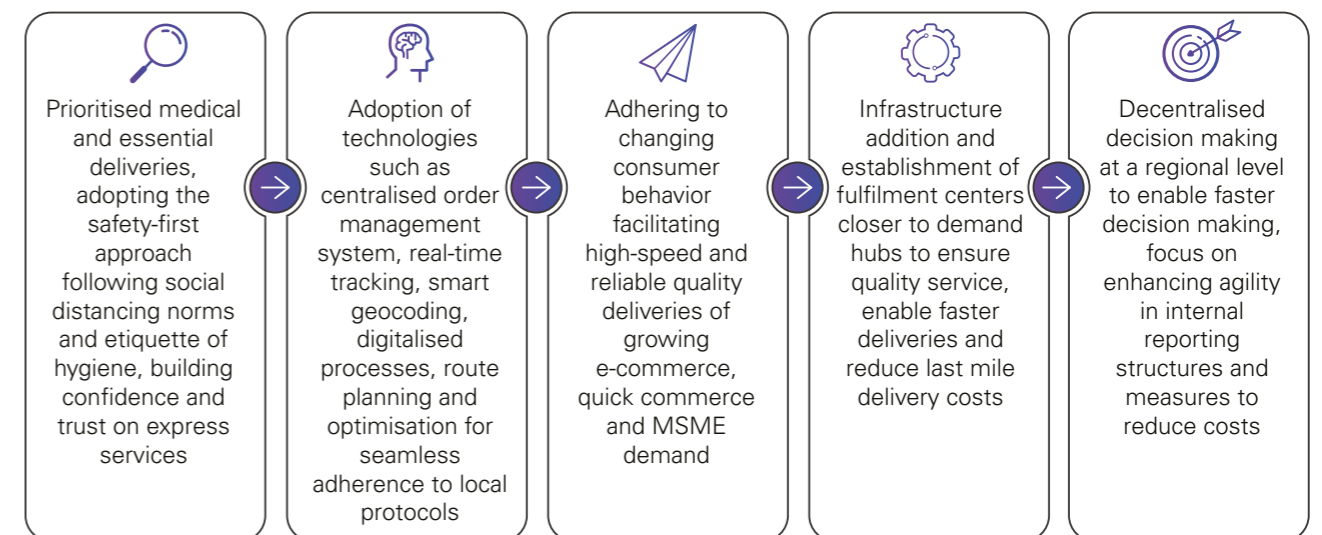 Prioritised medical
and essential
deliveries,
adopting the
safety-first
approach
following social
distancing norms
and etiquette of
hygiene, building
confidence and
trust on express
services
Adoption of
technologies
such as
centralised order
management
system, real-time
tracking, smart
geocoding,
digitalised
processes, route
planning and
optimisation for
seamless
adherence to local
protocols
Adhering to
changing
consumer
behavior
facilitating
high-speed and
reliable quality
deliveries of
growing
e-commerce,
quick commerce
and MSME
demand
Infrastructure
addition and
establishment of
fulfilment centers
closer to demand
hubs to ensure
quality service,
enable faster
deliveries and
reduce last mile
delivery costs
Decentralised
decision making
at a regional level
to enable faster
decision making,
focus on
enhancing agility
in internal
reporting
structures and
measures to
reduce costs